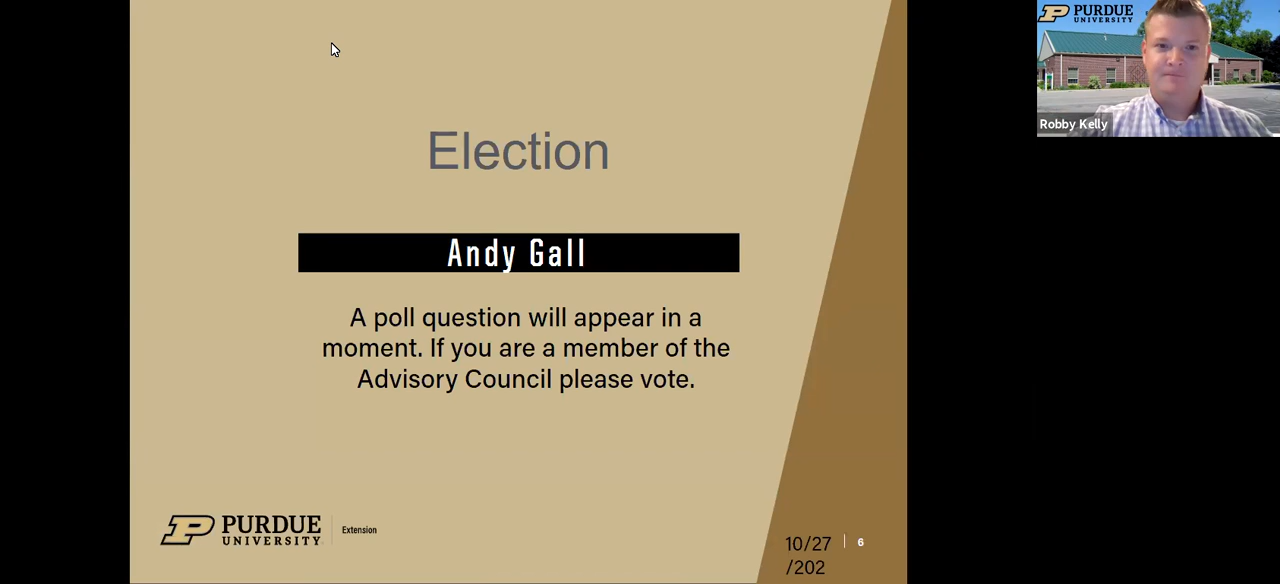 Election
Andy Gall
A poll question will appear in a
moment. If you are a member of the
Advisory Council please vote.
PURDUE
UNIVERSITY
Extension
10/27
/202
6
PURDUE
UNIVERSITY
Robby Kelly